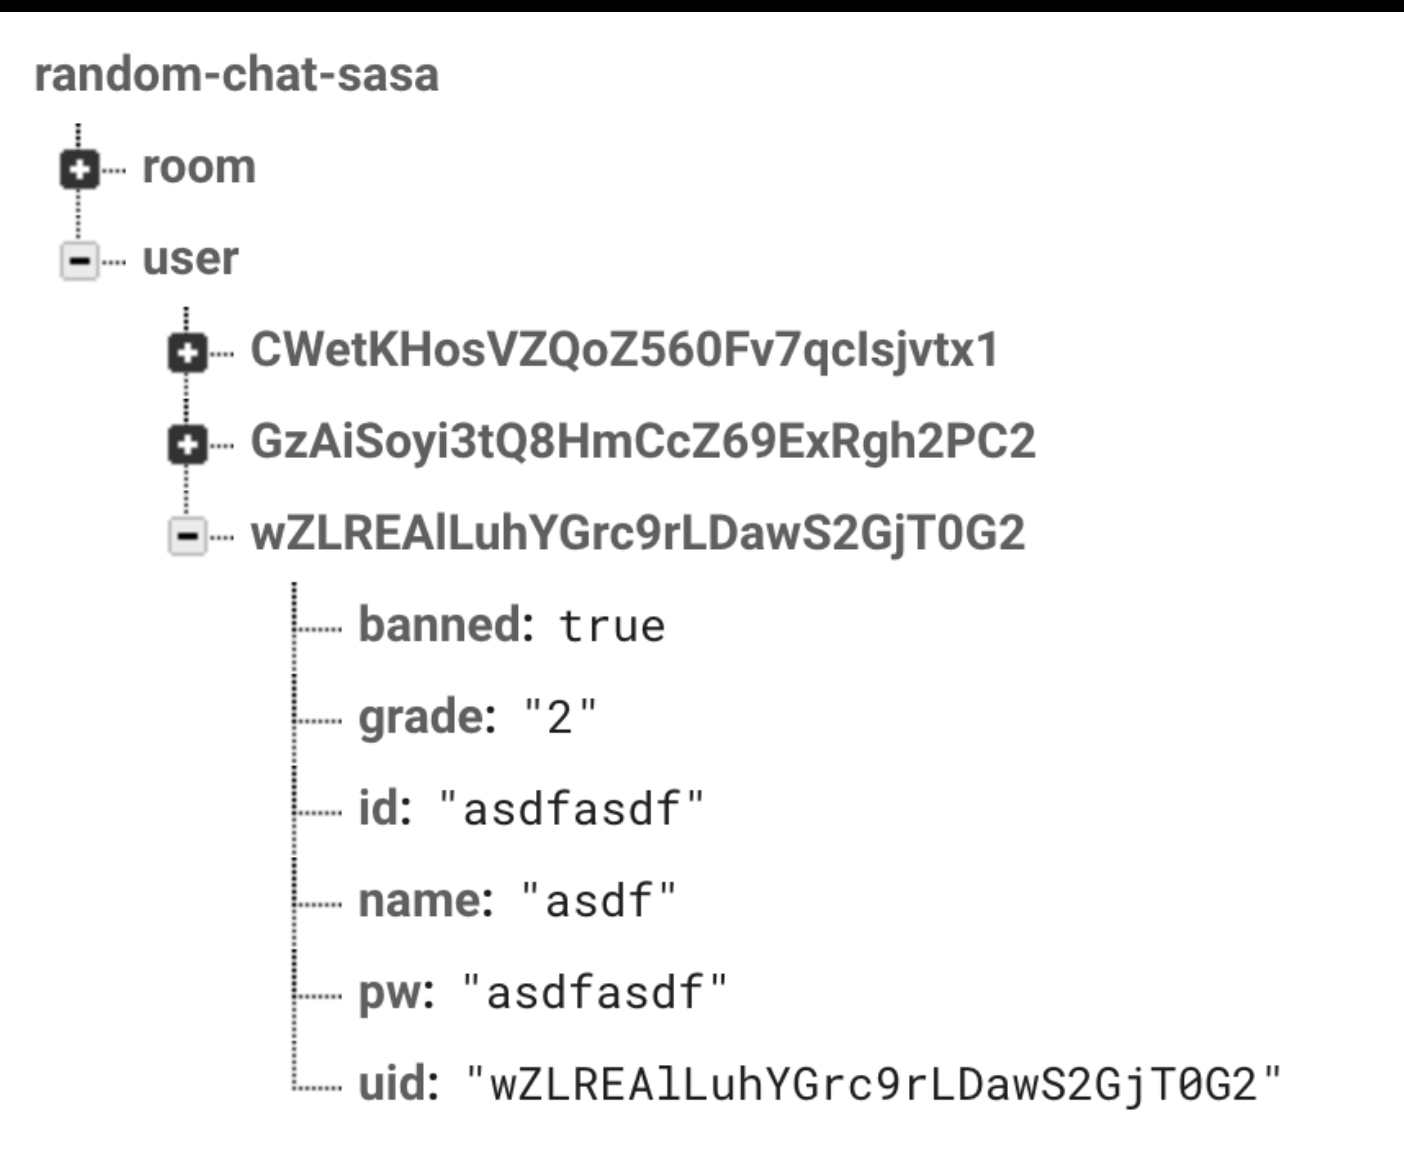 random-chat-sasa
room
user
CWetKHosVZQoZ560Fv7qcIsjvtx1
GzAiSoyi3tQ8HmCcZ69ExRgh2PC2
wZLREAlLuhYGrc9rLDawS2GjT0G2
banned: true
grade: "2"
id: "asdfasdf"
name: "asdf"
pw: "asdfasdf"
uid: "wZLREAlLuhYGrc9rLDawS2GjT0G2"